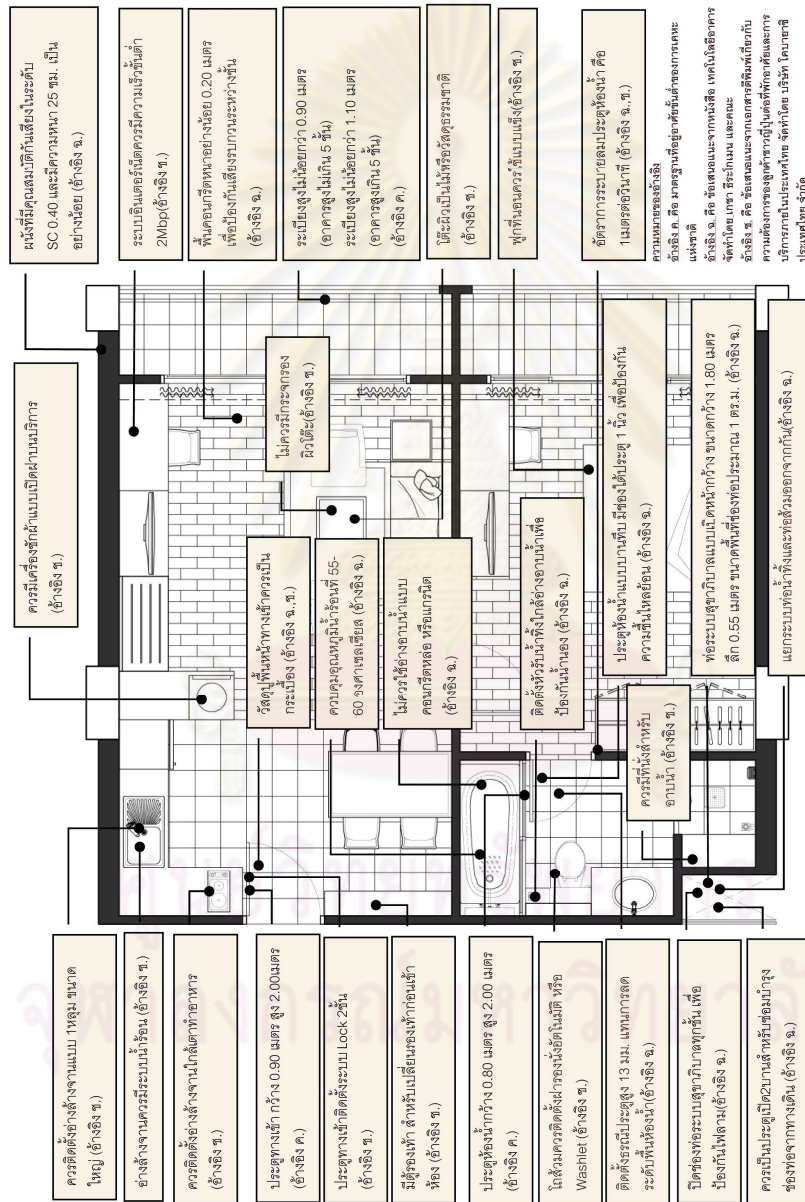 ควรติดตั้งอ่างล้างจานแบบ 1หลุม ขนาด
ใหญ่ (อ้างอิง ช.)
อ่างล้างจานควรมีระบบน้ำร้อน (อ้างอิง ช.)
ควรติดตั้งอ่างล้างจานใกล้เตาทำอาหาร
(อ้างอิง ช.)
ประตูทางเข้า กว้าง 0.90 เมตร สูง 2.00เมตร
(อ้างอิง ค.)
ประตูทางเข้าติดตั้งระบบ Lock 2ชั้น
(อ้างอิง ช.)
มีตู้รองเท้า สำหรับเปลี่ยนรองเท้าก่อนเข้า
ห้อง (อ้างอิง ช.)
ประตูห้องน้ำกว้าง 0.80 เมตร สูง 2.00 เมตร
(อ้างอิง ค.)
โถส้วมควรติดตั้งฝารองนั่งอัตโนมัติ หรือ
Washlet (อ้างอิง ช.)
ติดตั้งธรณีประตูสูง 13 มม. แทนการลด
ระดับพื้นห้องน้ำ(อ้างอิง ฉ.)
ปิดช่องท่อระบบสุขาภิบาลทุกชั้น เพื่อ
ป้องกันไฟลาม(อ้างอิง ฉ.)
ควรเป็นประตูเปิด2บานสำหรับซ่อมบำรุง
ช่องท่อจากทางเดิน (อ้างอิง ฉ.)
ควรมีเครื่องซักผ้าแบบเปิดฝาบนบริการ
(อ้างอิง ช.)
วัสดุปูพื้นหน้าทางเข้าควรเป็น
กระเบื้อง (อ้างอิง ฉ.,ช.)
ควบคุมอุณหภูมิน้ำร้อนที่ 55-
60 องศาเซลเซียส (อ้างอิง ฉ.)
ไม่ควรใช้อ่างอาบน้ำแบบ
คอนกรีตหล่อ หรือแกรนิต
(อ้างอิง ฉ.)
ติดตั้งหัวรับน้ำทิ้งใกล้อ่างอาบน้ำเพื่อ
ป้องกันน้ำนอง (อ้างอิง ฉ.)
ควรมีที่นั่งสำหรับ
อาบน้ำ (อ้างอิง ช.)
ไม่ควรมีกระจกรอง
ผิวโต๊ะ(อ้างอิง ช.)
ประตูห้องน้ำแบบบานทึบ มีช่องใต้ประตู 1 นิ้ว เพื่อป้องกัน
ความชื้นไหลย้อน (อ้างอิง ฉ.)
ท่อระบบสุขาภิบาลแบบเปิดหน้ากว้าง ขนาดกว้าง 1.80 เมตร
ลึก 0.55 เมตร ขนาดพื้นที่ช่องท่อประมาณ 1 ตร.ม. (อ้างอิง ฉ.)
แยกระบบท่อน้ำทิ้งและท่อส้วมออกจากกัน(อ้างอิง ฉ.)
ผนังที่มีคุณสมบัติกันเสียงในระดับ
SC 0.40 และมีความหนา 25 ซม. เป็น
อย่างน้อย (อ้างอิง ฉ.)
ระบบอินเตอร์เน็ตควรมีความเร็วขั้นต่ำ
2Mbp(อ้างอิง ช.)
พื้นคอนกรีตหนาอย่างน้อย 0.20 เมตร
เพื่อป้องกันเสียงรบกวนระหว่างชั้น
(อ้างอิง ฉ.)
ระเบียงสูงไม่น้อยกว่า 0.90 เมตร
(อาคารสูงไม่เกิน 5 ชั้น)
ระเบียงสูงไม่น้อยกว่า 1.10 เมตร
(อาคารสูงเกิน 5 ชั้น)
(อ้างอิง ค.)
โต๊ะผิวเป็นไม้หรือวัสดุธรรมชาติ
(อ้างอิง ช.)
ฟูกที่นอนควรใช้แบบแข็ง(อ้างอิง ช.)
อัตราการระบายลมประตูห้องน้ำ คือ
1เมตรต่อวินาที (อ้างอิง ฉ.,ช.)
ความหมายของอ้างอิง
อ้างอิง ค. คือ มาตรฐานที่อยู่อาศัยขั้นต่ำของการเคหะ
แห่งชาติ
อ้างอิง ฉ. คือ ข้อเสนอแนะจากหนังสือ เทคโนโลยีอาคาร
จัดทำโดย เกชา ธีระโกเมน และคณะ
อ้างอิง ช. คือ ข้อเสนอแนะจากเอกสารตีพิมพ์เกี่ยวกับ
ความต้องการของลูกค้าชาวญี่ปุ่นต่อที่พักอาศัยและการ
บริการภายในประเทศไทย จัดทำโดย บริษัท โคบายาชิ
ประเทศไทย จำกัด